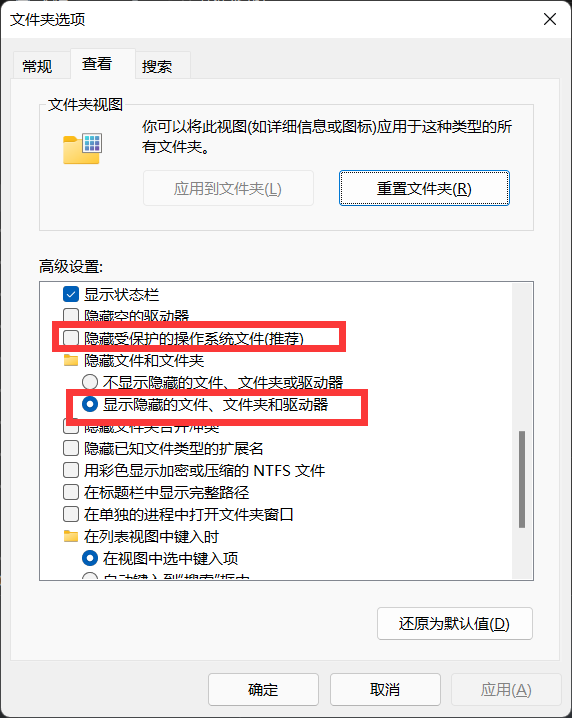 文件夹选项
常规
查看
搜索
文件夹视图
你可以将此视图(如详细信息或图标)应用于这种类型的所
有文件夹。
应用到文件夹(L)
重置文件夹(R)
高级设置:
显示状态栏
隐藏空的驱动器
隐藏受保护的操作系统文件(推荐)
隐藏文件和文件夹
不显示隐藏的文件、文件夹或驱动器
显示隐藏的文件、文件夹和驱动器
隐藏文件夹合并冲突
隐藏已知文件类型的扩展名
用彩色显示加密或压缩的 NTFS 文件
在标题栏中显示完整路径
在单独的进程中打开文件夹窗口
在列表视图中键入时
在视图中选中键入项
自动键入到“搜索”框中
还原为默认值(D)
确定
取消
应用(A)